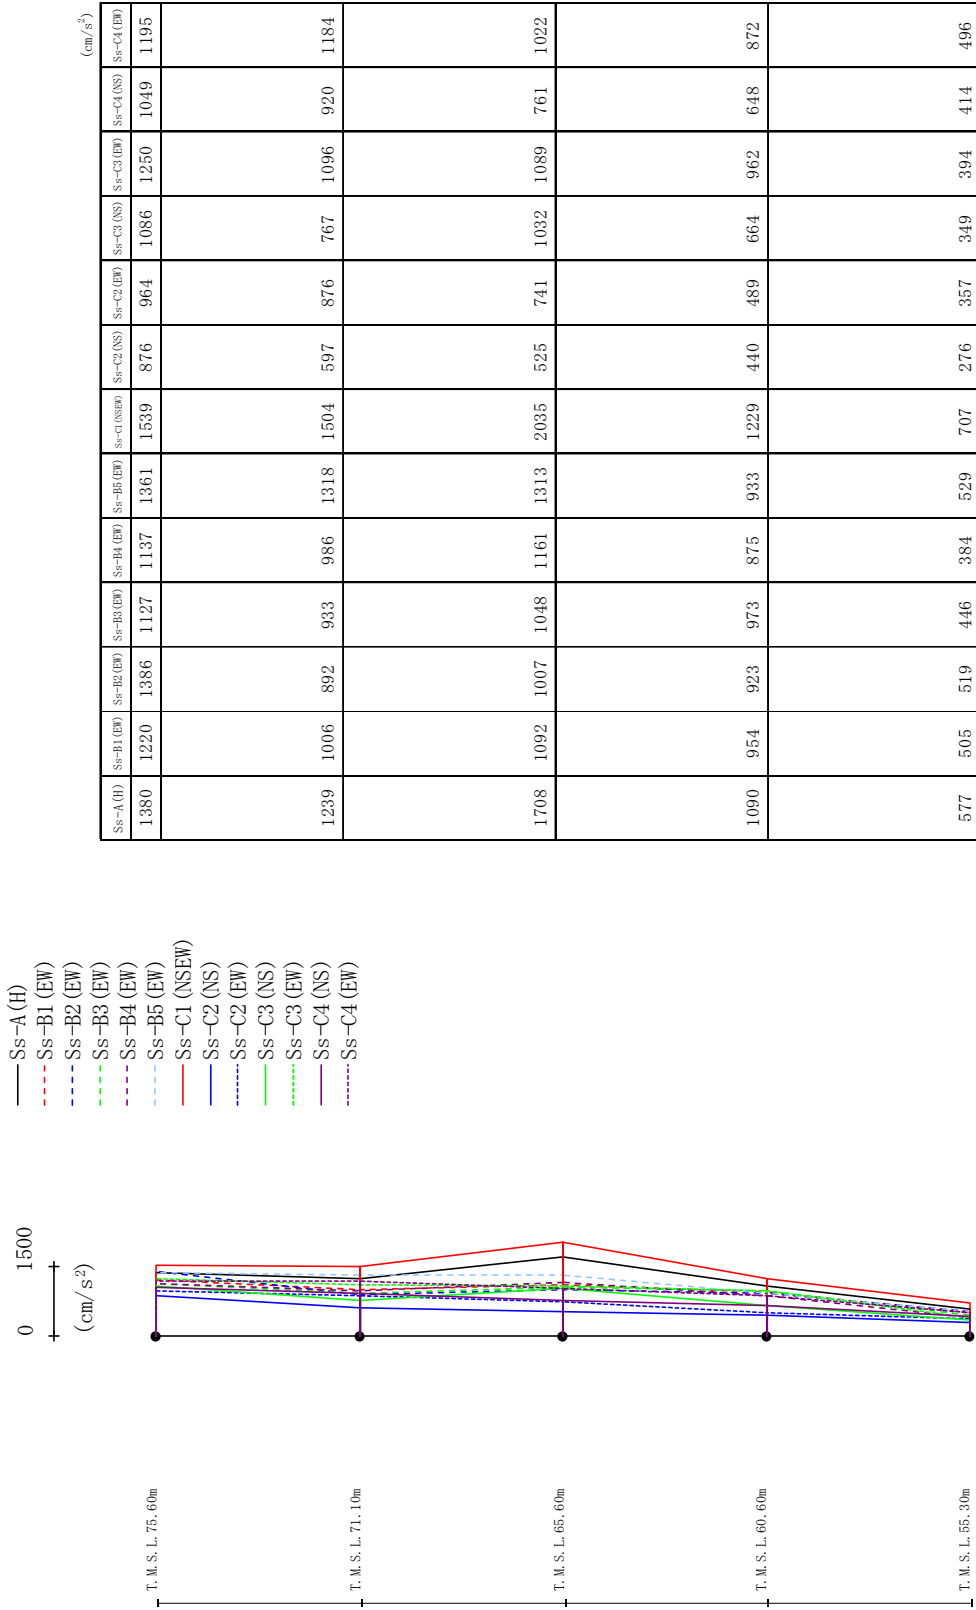 T.M.S.L.75.60m
T.M.S.L.71.10m
T.M.S.L.65.60m
T.M.S.L.60.60m
T.M.S.L.55.30m
0 1500
(cm/s²)
Ss-A(H)
Ss-B1(EW)
Ss-B2(EW)
Ss-B3(EW)
Ss-B4(EW)
Ss-B5(EW)
Ss-C1(NSEW)
Ss-C2(NS)
Ss-C2(EW)
Ss-C3(NS)
Ss-C3(EW)
Ss-C4(NS)
Ss-C4(EW)
(cm/s²)
Ss-A(H) Ss-B1(EW) Ss-B2(EW) Ss-B3(EW) Ss-B4(EW) Ss-B5(EW) Ss-C1(NSEW) Ss-C2(NS) Ss-C2(EW) Ss-C3(NS) Ss-C3(EW) Ss-C4(NS) Ss-C4(EW)
1380 1220 1386 1127 1137 1361 1539 876 964 1086 1250 1049 1195
1239 1006 892 933 986 1318 1504 597 876 767 1096 920 1184
1708 1092 1007 1048 1161 1313 2035 525 741 1032 1089 761 1022
1090 954 923 973 875 933 1229 440 489 664 962 648 872
577 505 519 446 384 529 707 276 357 349 394 414 496